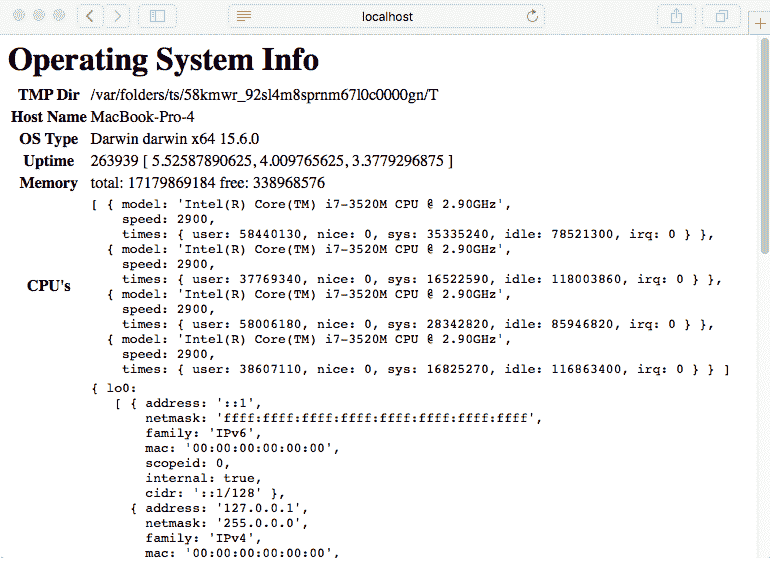 localhost
Operating System Info
TMP Dir /var/folders/ts/58kmwr_92sl4m8sprnm67l0c0000gn/T
Host Name MacBook-Pro-4
OS Type Darwin darwin x64 15.6.0
Uptime 263939 [ 5.52587890625, 4.009765625, 3.3779296875 ]
Memory total: 17179869184 free: 338968576
CPU's
[ { model: 'Intel(R) Core(TM) i7-3520M CPU @ 2.90GHz',
speed: 2900,
times: { user: 58440130, nice: 0, sys: 35335240, idle: 78521300, irq: 0 } },
{ model: 'Intel(R) Core(TM) i7-3520M CPU @ 2.90GHz',
speed: 2900,
times: { user: 37769340, nice: 0, sys: 16522590, idle: 118003860, irq: 0 } },
{ model: 'Intel(R) Core(TM) i7-3520M CPU @ 2.90GHz',
speed: 2900,
times: { user: 58006180, nice: 0, sys: 28342820, idle: 85946820, irq: 0 } },
{ model: 'Intel(R) Core(TM) i7-3520M CPU @ 2.90GHz',
speed: 2900,
times: { user: 38607110, nice: 0, sys: 16825270, idle: 116863400, irq: 0 } } ]
{ lo0:
[ { address: '::1',
netmask: 'ffff:ffff:ffff:ffff:ffff:ffff:ffff:ffff',
family: 'IPv6',
mac: '00:00:00:00:00:00',
scopeid: 0,
internal: true,
cidr: '::1/128' },
{ address: '127.0.0.1',
netmask: '255.0.0.0',
family: 'IPv4',
mac: '00:00:00:00:00:00',